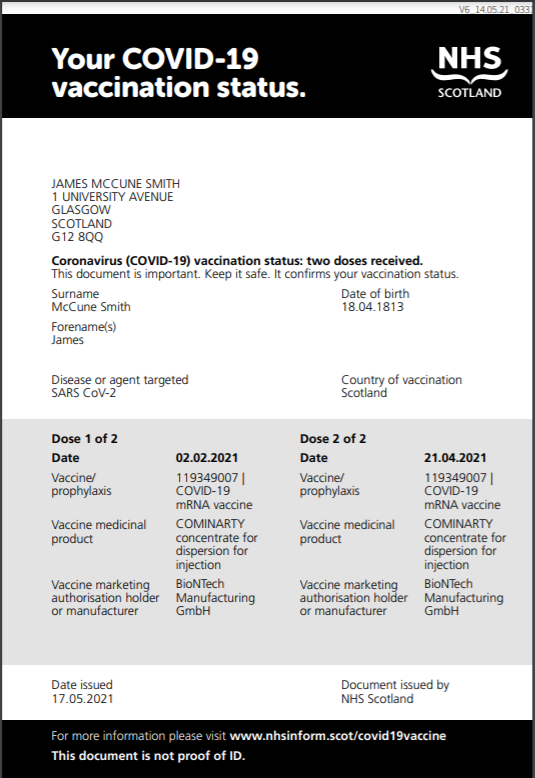 V6_14.05.21_0331
Your COVID-19
vaccination status.
NHS
SCOTLAND
JAMES MCCUNE SMITH
1 UNIVERSITY AVENUE
GLASGOW
SCOTLAND
G12 8QQ
Coronavirus (COVID-19) vaccination status: two doses received.
This document is important. Keep it safe. It confirms your vaccination status.
Surname
McCune Smith
Date of birth
18.04.1813
Forename(s)
James
Disease or agent targeted
SARS CoV-2
Country of vaccination
Scotland
Dose 1 of 2
Date 02.02.2021
Vaccine/ 119349007 |
prophylaxis COVID-19
mRNA vaccine
Vaccine medicinal COMINARTY
product concentrate for
dispersion for
injection
Vaccine marketing BioNTech
authorisation holder Manufacturing
or manufacturer GmbH
Dose 2 of 2
Date 21.04.2021
Vaccine/ 119349007 |
prophylaxis COVID-19
mRNA vaccine
Vaccine medicinal COMINARTY
product concentrate for
dispersion for
injection
Vaccine marketing BioNTech
authorisation holder Manufacturing
or manufacturer GmbH
Date issued
17.05.2021
Document issued by
NHS Scotland
For more information please visit www.nhsinform.scot/covid19vaccine
This document is not proof of ID.